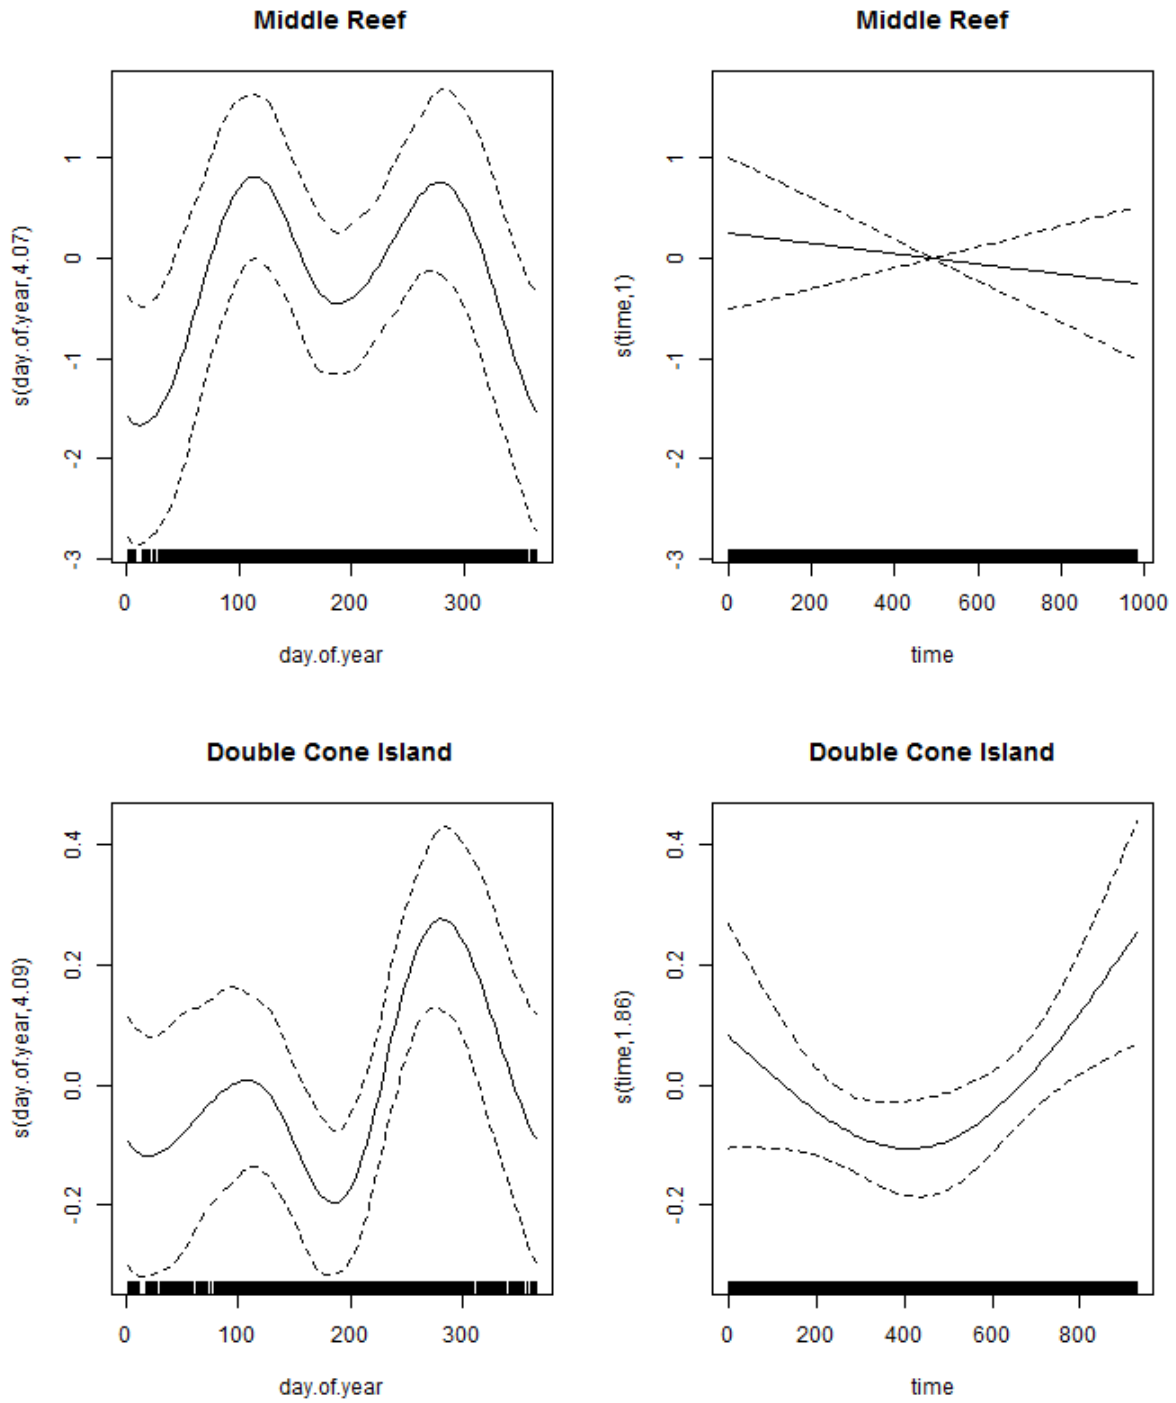 Middle Reef
Middle Reef
s(day.of.year,4.07)
1
0
-1
-2
-3
0 100 200 300
day.of.year
s(time,1)
1
0
-1
-2
-3
0 200 400 600 800 1000
time
Double Cone Island
Double Cone Island
s(day.of.year,4.09)
0.4
0.2
0.0
-0.2
0 100 200 300
day.of.year
s(time,1.86)
0.4
0.2
0.0
-0.2
0 200 400 600 800
time